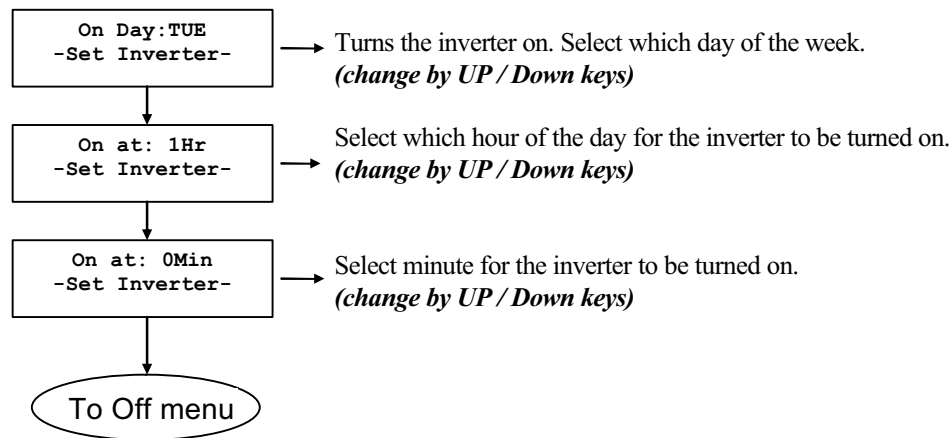 On Day:TUE
-Set Inverter-
Turns the inverter on. Select which day of the week.
(change by UP / Down keys)
On at: 1Hr
-Set Inverter-
Select which hour of the day for the inverter to be turned on.
(change by UP / Down keys)
On at: 0Min
-Set Inverter-
Select minute for the inverter to be turned on.
(change by UP / Down keys)
To Off menu